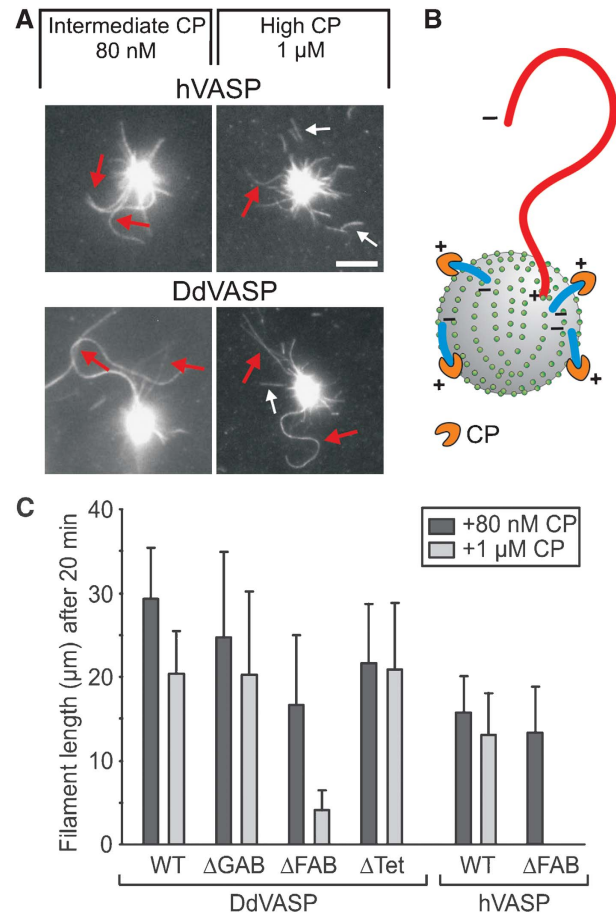 A
Intermediate CP
80 nM
High CP
1 µM
hVASP
DdVASP
B
−
+
+
+
−
−
−
−
+
+
CP
C
Filament length (µm) after 20 min
40
30
20
10
0
+80 nM CP
+1 µM CP
WT ΔGAB ΔFAB ΔTet WT ΔFAB
DdVASP hVASP